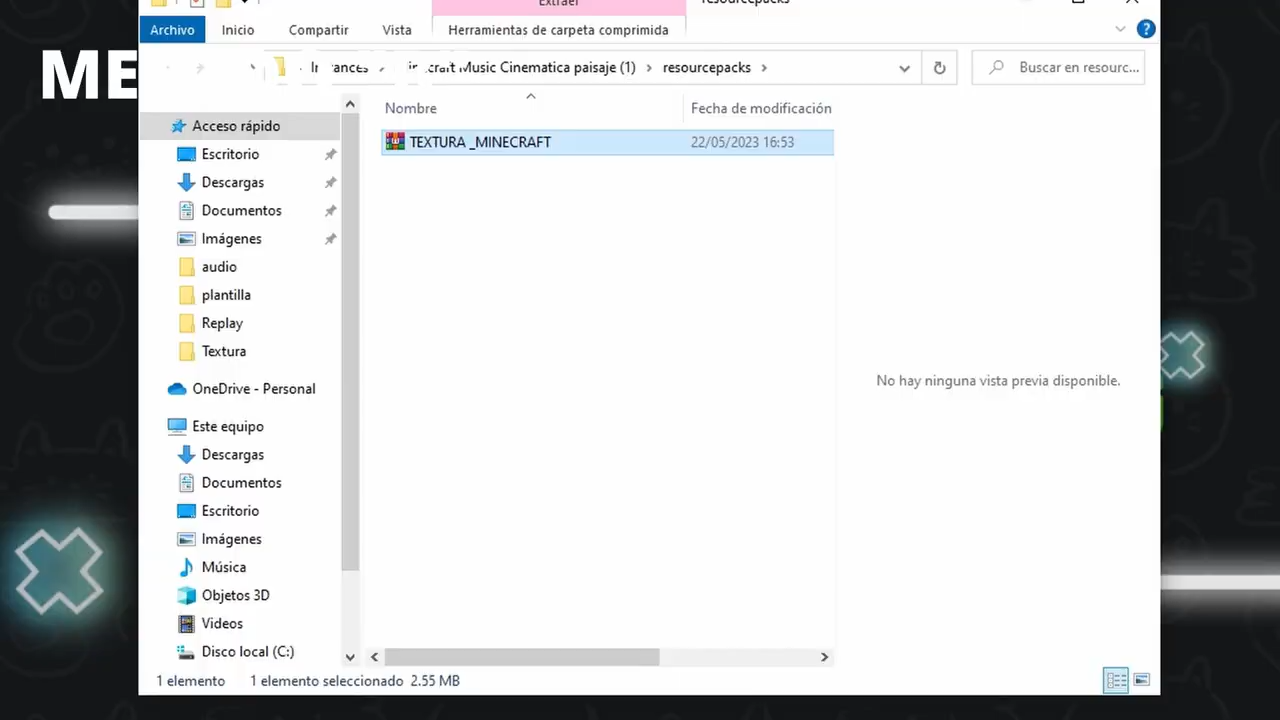 Extraer
resourcepacks
Archivo
Inicio
Compartir
Vista
Herramientas de carpeta comprimida
ME
Music Cinematica paisaje (1)
resourcepacks
Buscar en resourc...
Nombre
Fecha de modificación
Acceso rápido
TEXTURA _MINECRAFT
22/05/2023 16:53
Escritorio
Descargas
Documentos
Imágenes
audio
plantilla
Replay
Textura
No hay ninguna vista previa disponible.
OneDrive - Personal
Este equipo
Descargas
Documentos
Escritorio
Imágenes
Música
Objetos 3D
Videos
Disco local (C:)
1 elemento
1 elemento seleccionado 2.55 MB